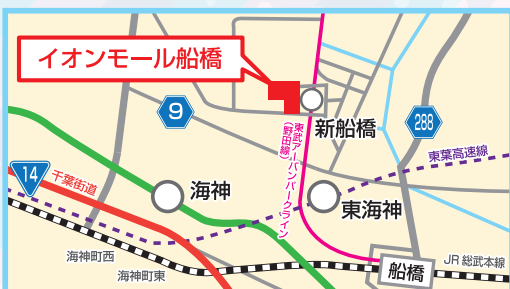 イオンモール船橋
9
新船橋
288
東武アーバンパークライン
（野田線）
東葉高速線
14
千葉街道
海神
東海神
海神町西
海神町東
船橋
JR 総武本線